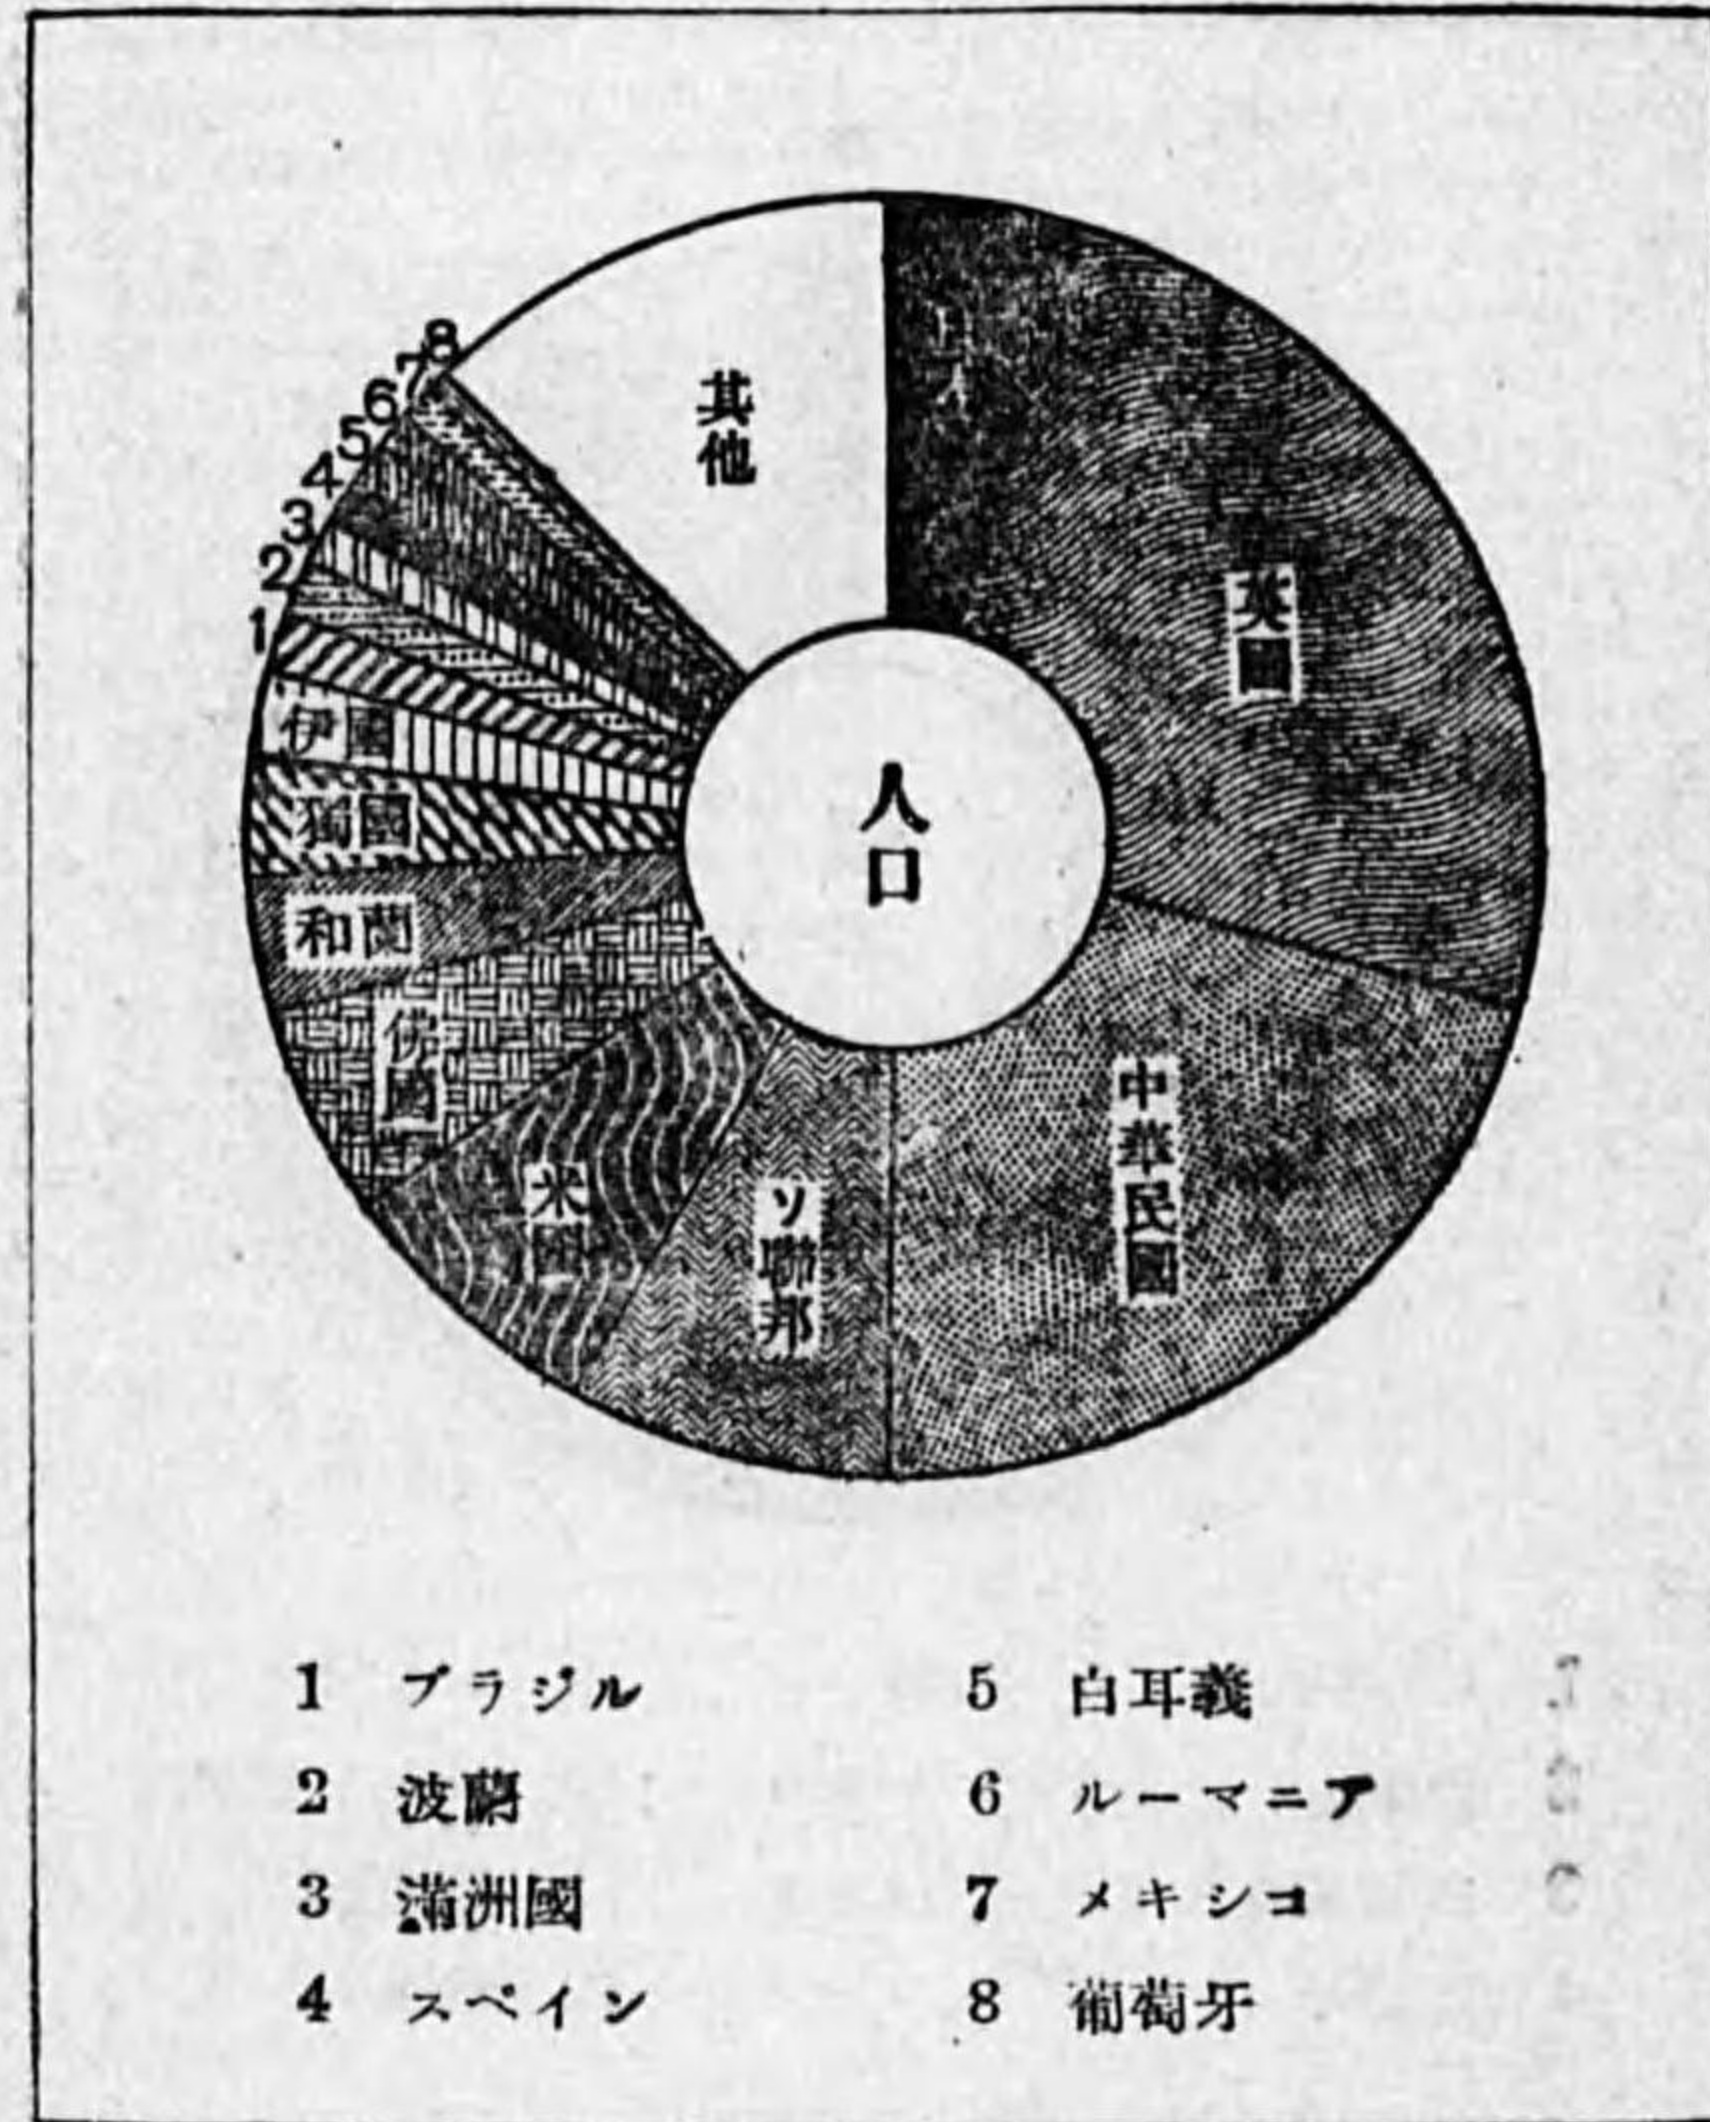 人口
日本
英國
中華民國
ソ聯邦
米國
佛國
和蘭
獨國
伊國
1
2
3
4
5
6
7
8
其他
1 ブラジル
2 波蘭
3 滿洲國
4 スペイン
5 白耳義
6 ルーマニア
7 メキシコ
8 葡萄牙